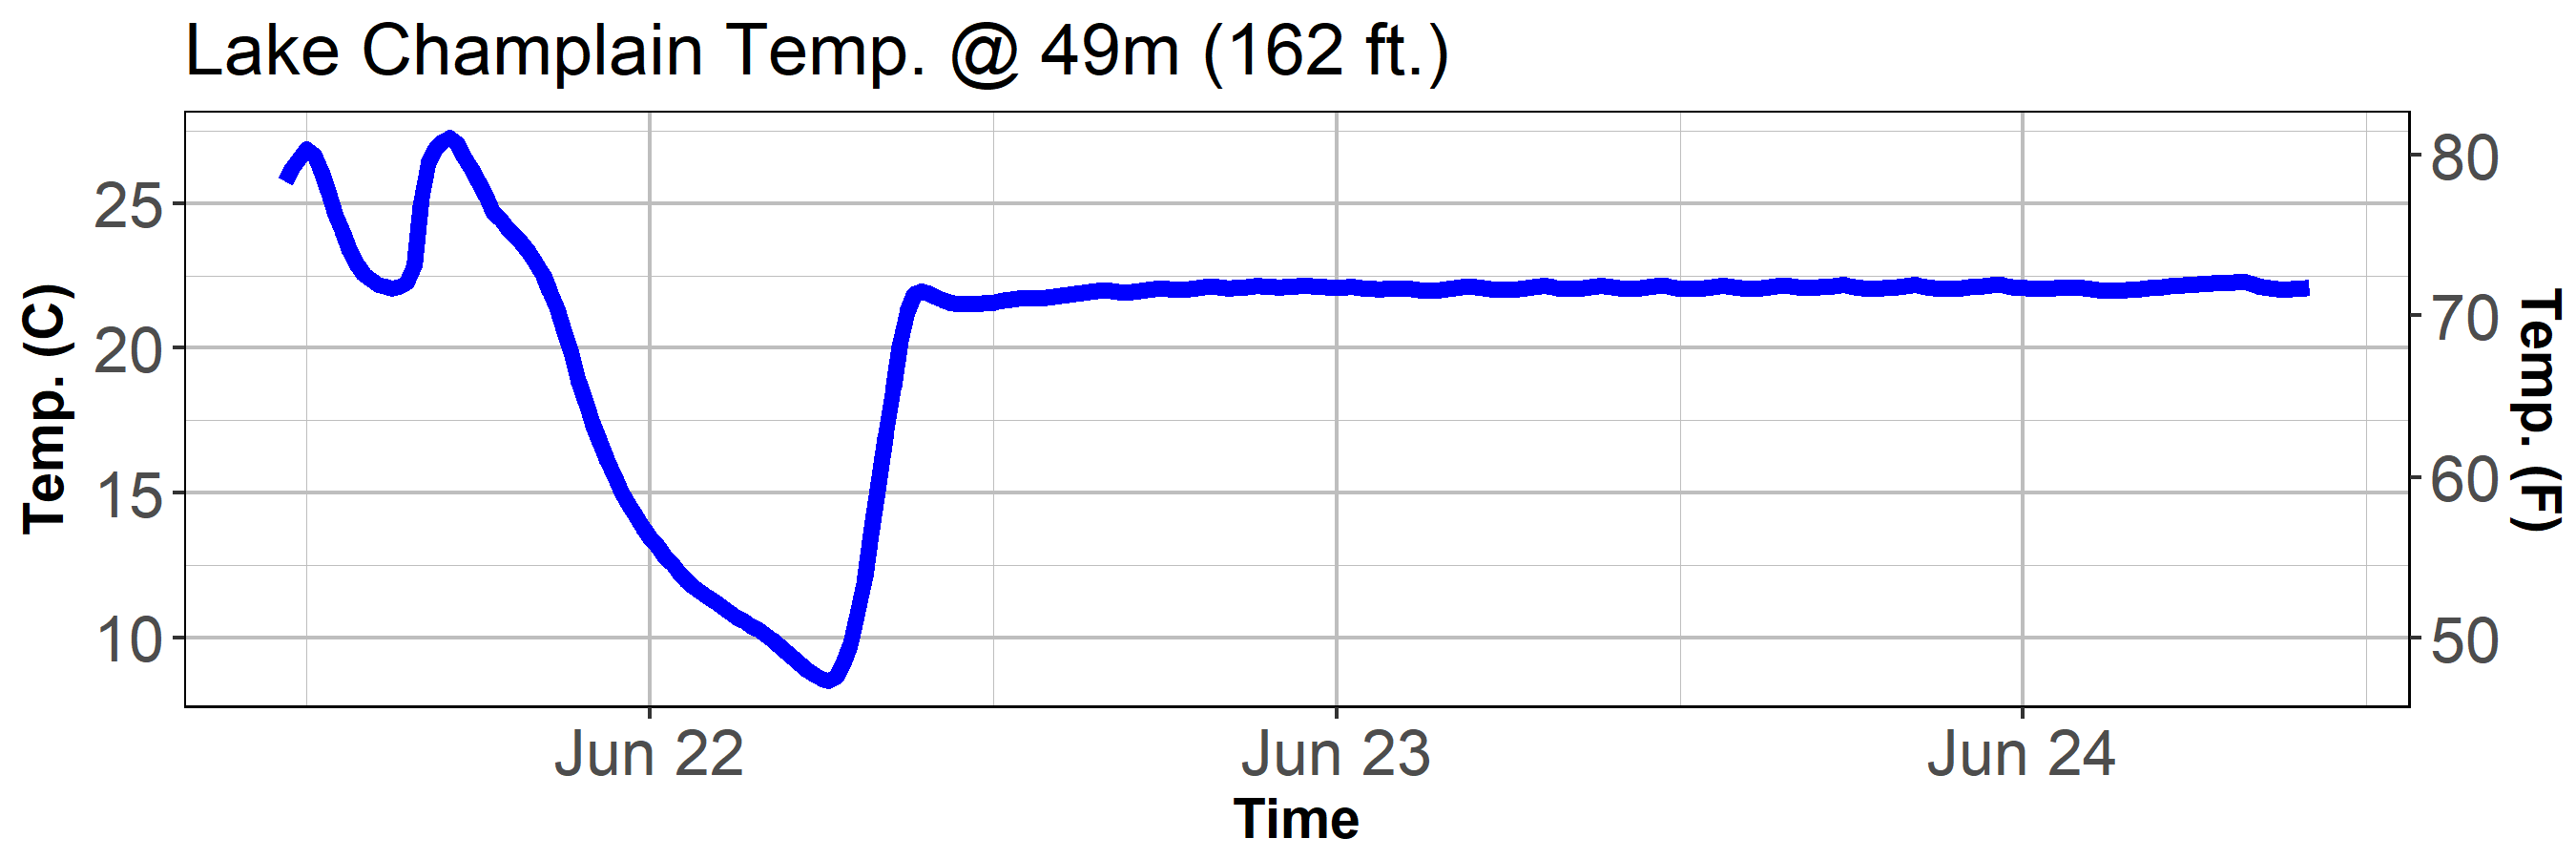 Lake Champlain Temp. @ 49m (162 ft.)
Temp. (C)
25
20
15
10
80
70
60
50
Temp. (F)
Jun 22
Jun 23
Jun 24
Time